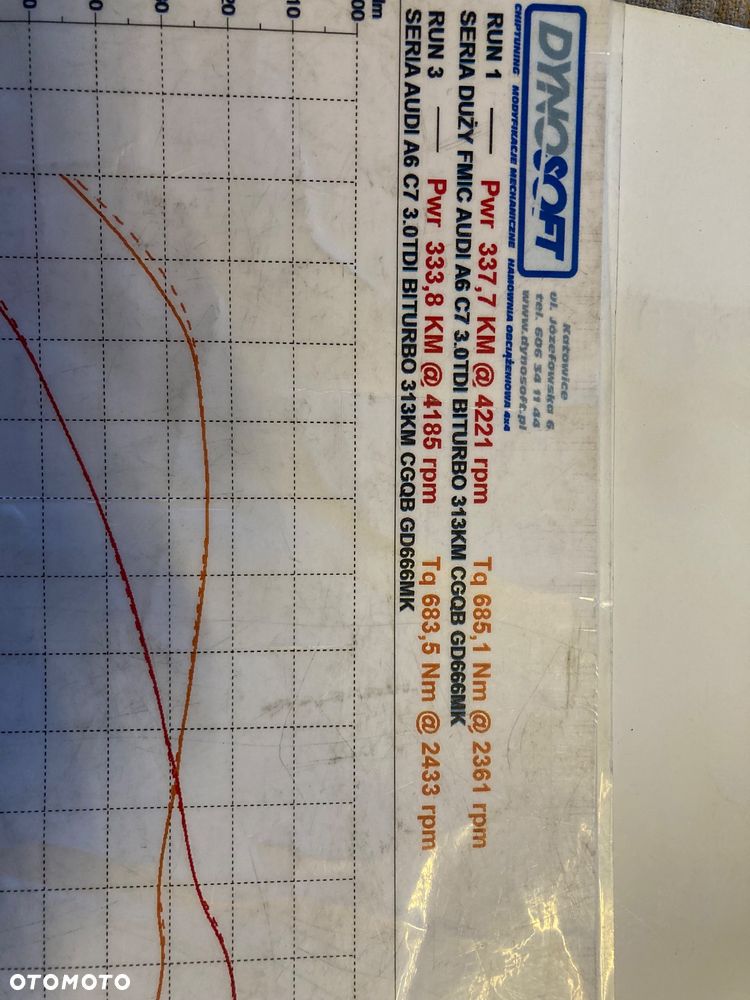 DYNOSOFT
CHIPTUNING MODYFIKACJE MECHANICZNE HAMOWNIA OBCIĄŻENIOWA 4x4
Katowice
ul. Józefowska 6
tel. 606 34 11 44
www.dynosoft.pl
RUN 1 Pwr 337,7 KM @ 4221 rpm Tq 685,1 Nm @ 2361 rpm
SERIA DUŻY FMIC AUDI A6 C7 3.0TDI BITURBO 313KM CGQB GD666MK
RUN 3 Pwr 333,8 KM @ 4185 rpm Tq 683,5 Nm @ 2433 rpm
SERIA AUDI A6 C7 3.0TDI BITURBO 313KM CGQB GD666MK
OTOMOTO